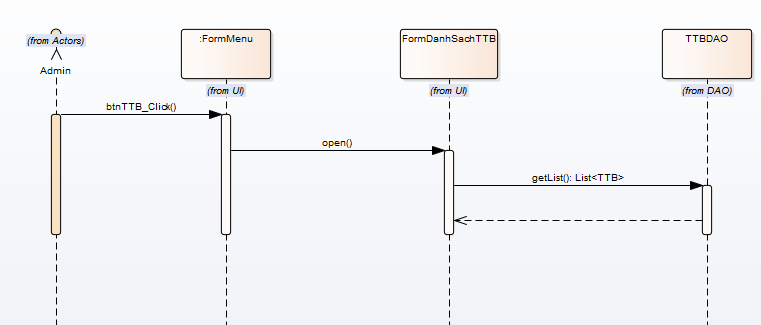 (from Actors)
Admin
:FormMenu
(from UI)
FormDanhSachTTB
(from UI)
TTBDAO
(from DAO)
btnTTB_Click()
open()
getList(): List<TTB>